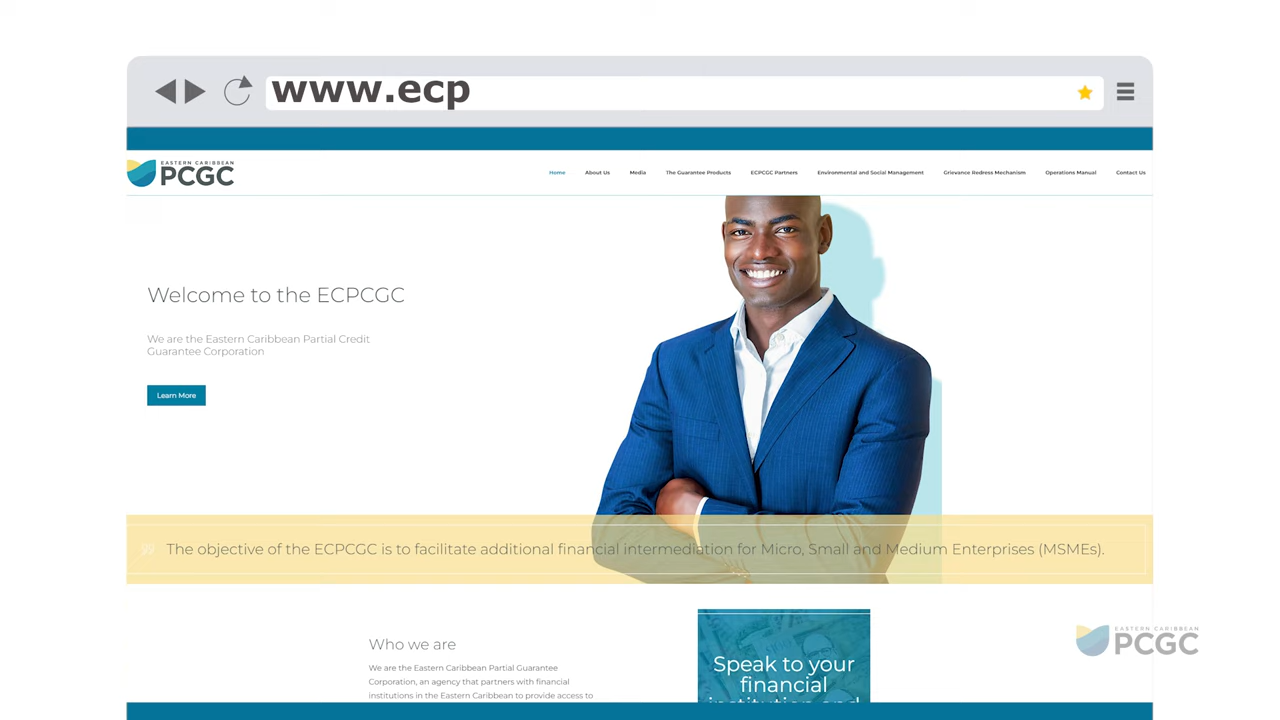 www.ecp
EASTERN CARIBBEAN
PCGC
Home About Us Media The Guarantee Products ECPCGC Partners Environmental and Social Management Grievance Redress Mechanism Operations Manual Contact Us
Welcome to the ECPCGC
We are the Eastern Caribbean Partial Credit
Guarantee Corporation
Learn More
The objective of the ECPCGC is to facilitate additional financial intermediation for Micro, Small and Medium Enterprises (MSMEs).
Who we are
We are the Eastern Caribbean Partial Guarantee
Corporation, an agency that partners with financial
institutions in the Eastern Caribbean to provide access to
Speak to your
financial
institution and
EASTERN CARIBBEAN
PCGC